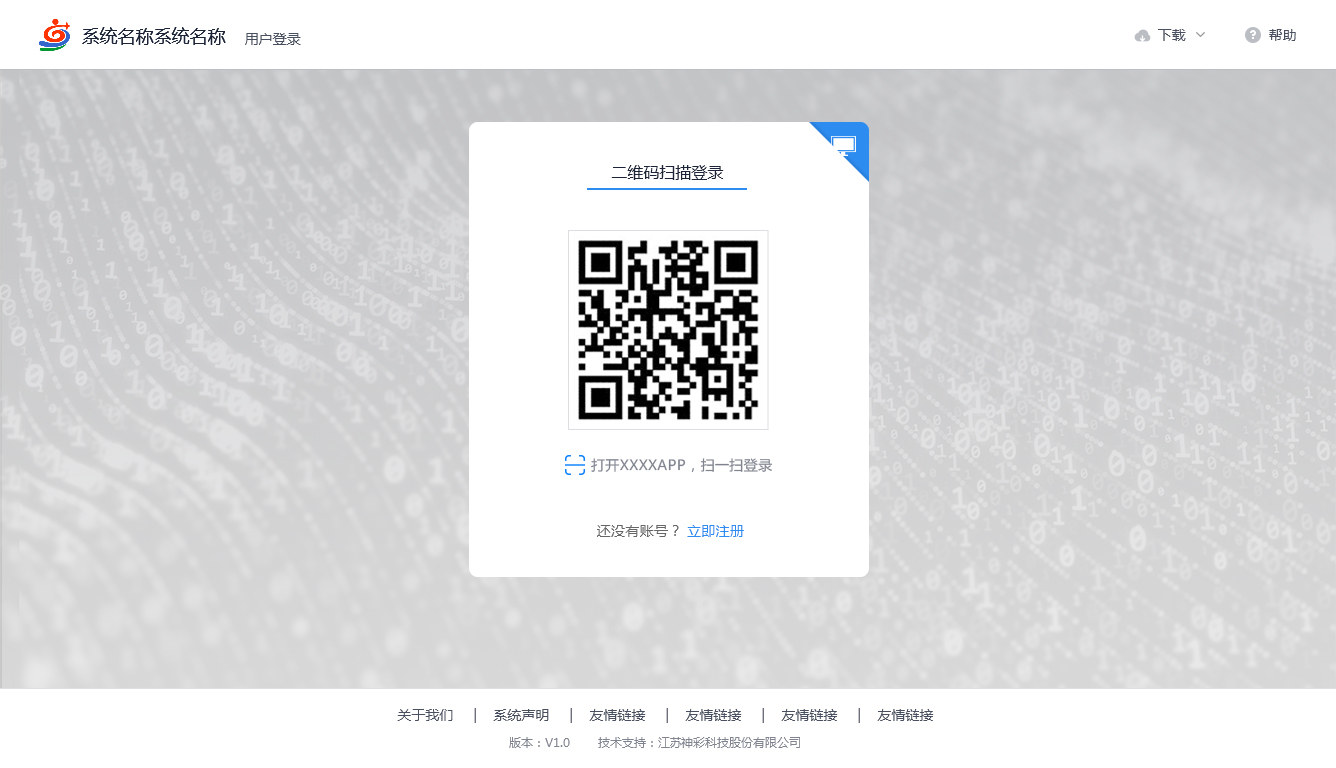 系统名称系统名称 用户登录 下载 帮助
二维码扫描登录
打开XXXXAPP，扫一扫登录
还没有账号？ 立即注册
关于我们 | 系统声明 | 友情链接 | 友情链接 | 友情链接 | 友情链接
版本：V1.0 技术支持：江苏神彩科技股份有限公司